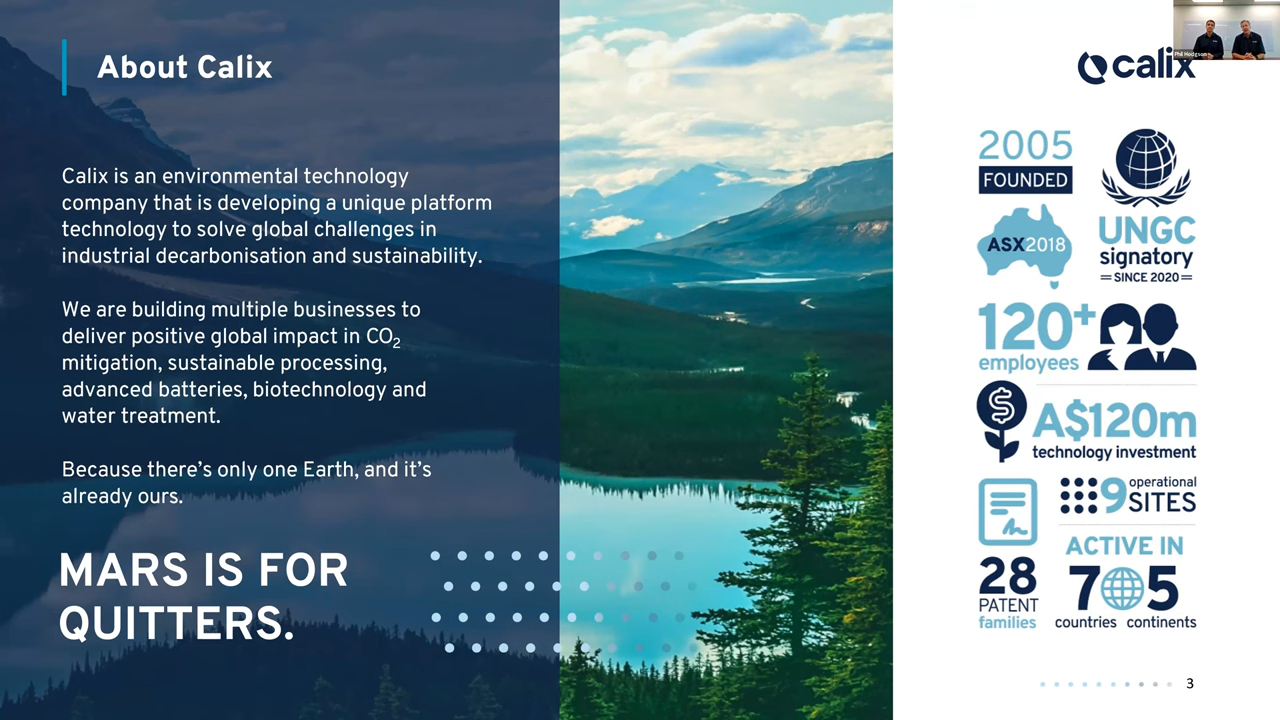 About Calix
Calix is an environmental technology
company that is developing a unique platform
technology to solve global challenges in
industrial decarbonisation and sustainability.
We are building multiple businesses to
deliver positive global impact in CO₂
mitigation, sustainable processing,
advanced batteries, biotechnology and
water treatment.
Because there's only one Earth, and it's
already ours.
MARS IS FOR
QUITTERS.
Phil Hodgson
calix
2005
FOUNDED
ASX2018
UNGC
signatory
SINCE 2020
120+
employees
A$120m
technology investment
9 operational
SITES
28
PATENT
families
ACTIVE IN
7 5
countries continents
3